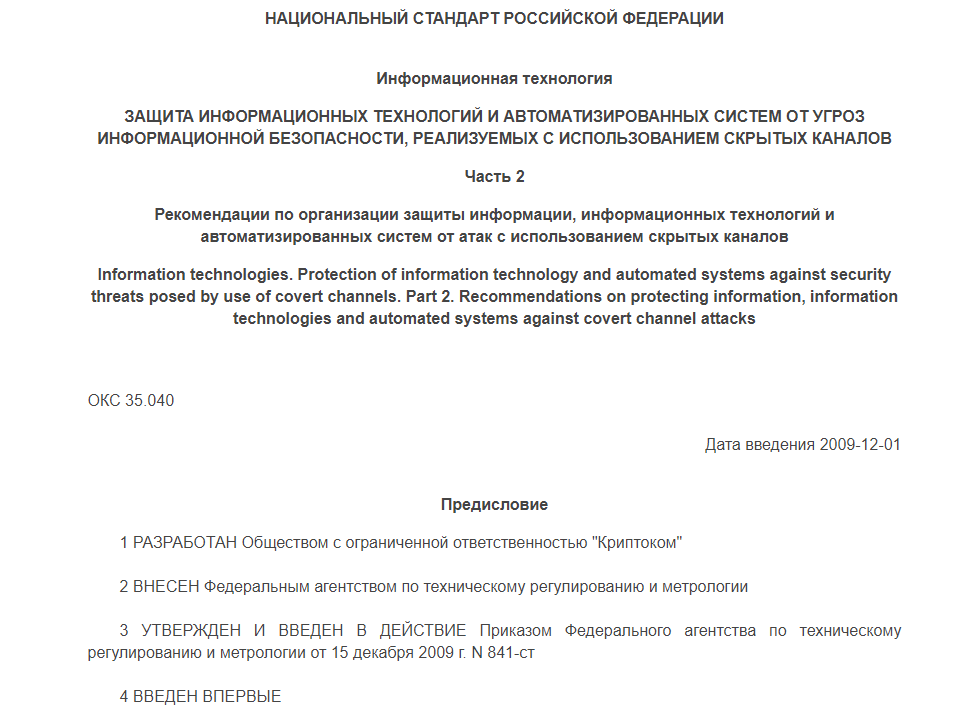 НАЦИОНАЛЬНЫЙ СТАНДАРТ РОССИЙСКОЙ ФЕДЕРАЦИИ
Информационная технология
ЗАЩИТА ИНФОРМАЦИОННЫХ ТЕХНОЛОГИЙ И АВТОМАТИЗИРОВАННЫХ СИСТЕМ ОТ УГРОЗ
ИНФОРМАЦИОННОЙ БЕЗОПАСНОСТИ, РЕАЛИЗУЕМЫХ С ИСПОЛЬЗОВАНИЕМ СКРЫТЫХ КАНАЛОВ
Часть 2
Рекомендации по организации защиты информации, информационных технологий и
автоматизированных систем от атак с использованием скрытых каналов
Information technologies. Protection of information technology and automated systems against security
threats posed by use of covert channels. Part 2. Recommendations on protecting information, information
technologies and automated systems against covert channel attacks
ОКС 35.040
Дата введения 2009-12-01
Предисловие
1 РАЗРАБОТАН Обществом с ограниченной ответственностью "Криптоком"
2 ВНЕСЕН Федеральным агентством по техническому регулированию и метрологии
3 УТВЕРЖДЕН И ВВЕДЕН В ДЕЙСТВИЕ Приказом Федерального агентства по техническому
регулированию и метрологии от 15 декабря 2009 г. N 841-ст
4 ВВЕДЕН ВПЕРВЫЕ